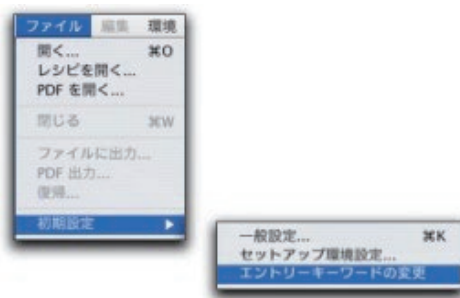 ファイル 編集 環境
開く... ⌘O
レシピを開く...
PDF を開く...
閉じる ⌘W
ファイルに出力...
PDF 出力...
復帰...
初期設定 ▶
一般設定... ⌘K
セットアップ環境設定...
エントリーキーワードの変更